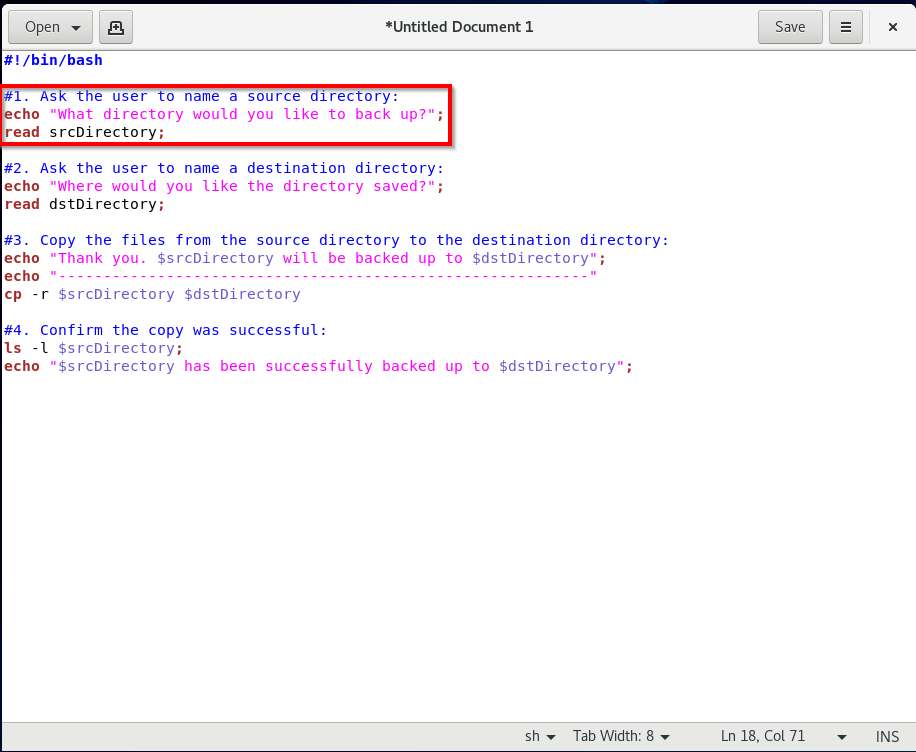 Open
*Untitled Document 1
Save
#!/bin/bash
#1. Ask the user to name a source directory:
echo "What directory would you like to back up?";
read srcDirectory;
#2. Ask the user to name a destination directory:
echo "Where would you like the directory saved?";
read dstDirectory;
#3. Copy the files from the source directory to the destination directory:
echo "Thank you. $srcDirectory will be backed up to $dstDirectory";
echo "-----------------------------------------------------------"
cp -r $srcDirectory $dstDirectory
#4. Confirm the copy was successful:
ls -l $srcDirectory;
echo "$srcDirectory has been successfully backed up to $dstDirectory";
sh Tab Width: 8 Ln 18, Col 71 INS